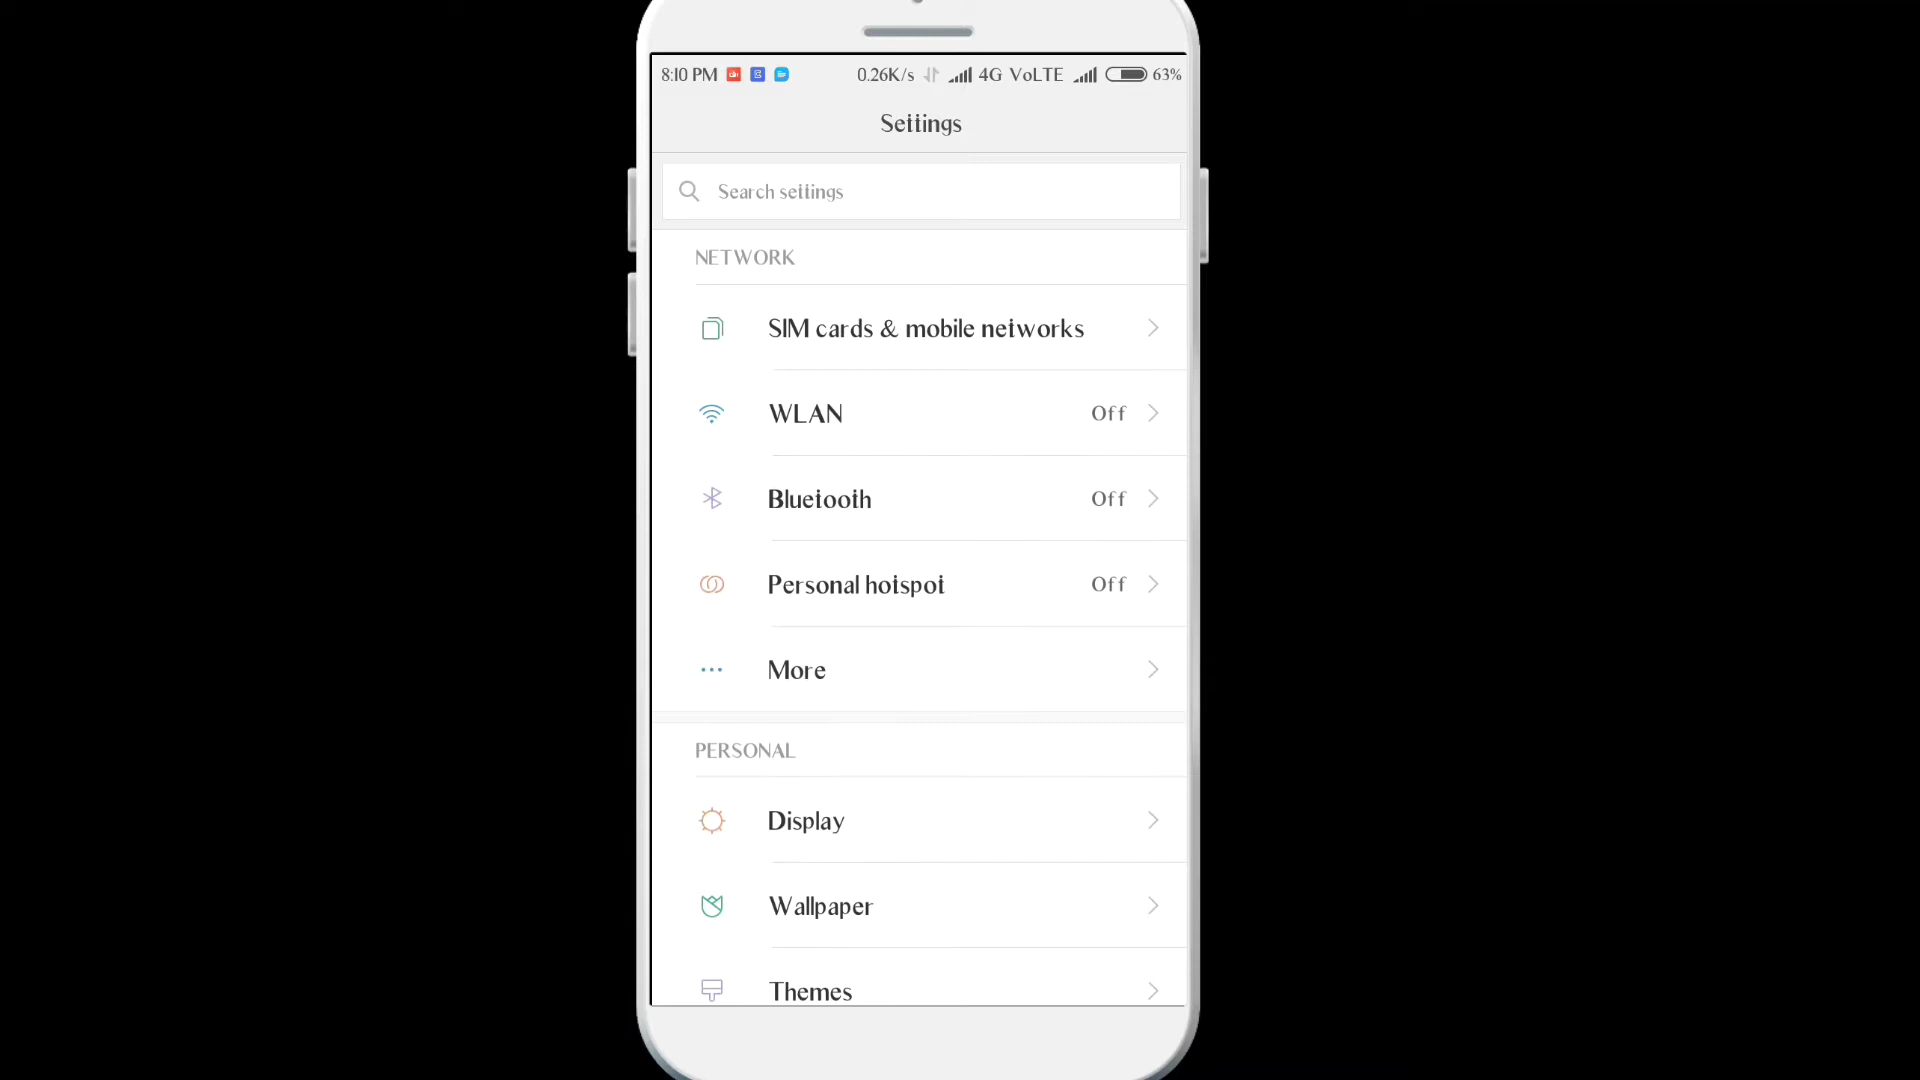 8:10 PM 0.26K/s 4G VoLTE 63%
Settings
Search settings
NETWORK
SIM cards & mobile networks
WLAN Off
Bluetooth Off
Personal hotspot Off
More
PERSONAL
Display
Wallpaper
Themes